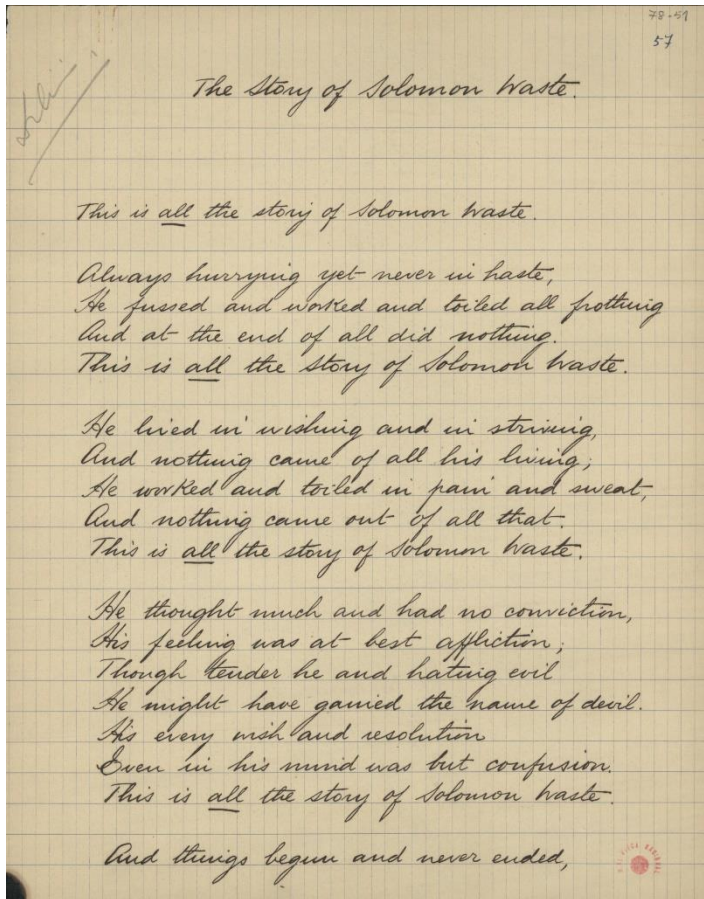 78-51
57
The Story of Solomon Waste.
This is all the story of Solomon Waste.
Always hurrying yet never in haste,
He fussed and worked and toiled all frothing
And at the end of all did nothing.
This is all the story of Solomon Waste.
He lived in wishing and in striving,
And nothing came of all his living;
He worked and toiled in pain and sweat,
And nothing came out of all that.
This is all the story of Solomon Waste.
He thought much and had no conviction,
His feeling was at best affliction;
Though tender he and hating evil
He might have gained the name of devil.
His every wish and resolution
Even in his mind was but confusion.
This is all the story of Solomon Waste.
And things begun and never ended,